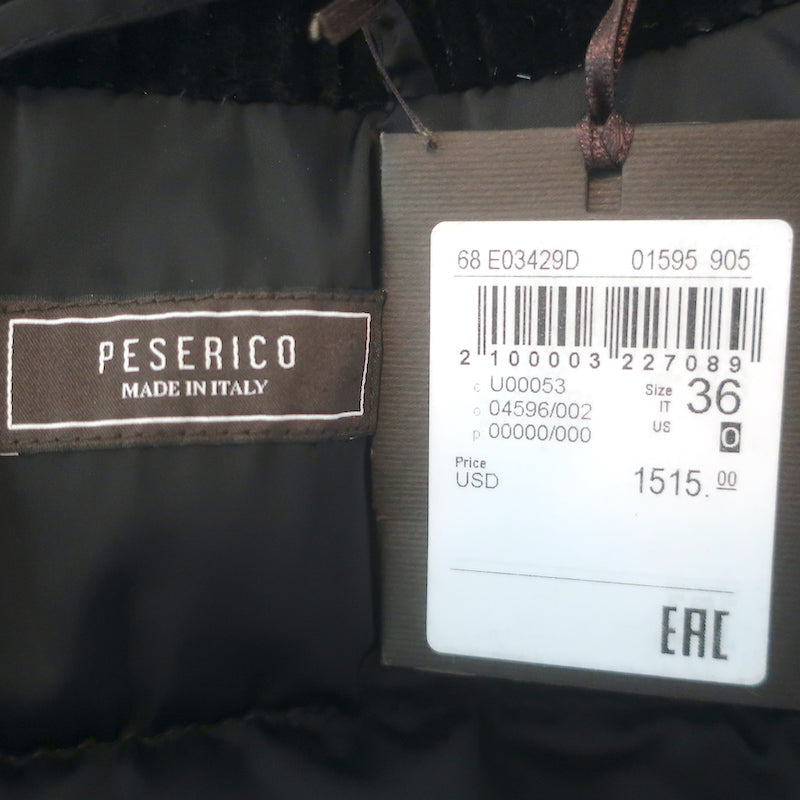 PESERICO
MADE IN ITALY
68 E03429D 01595 905
2 100003 227089
c U00053
o 04596/002
p 00000/000
Size
IT 36
US 0
Price
USD 1515.00
EAC